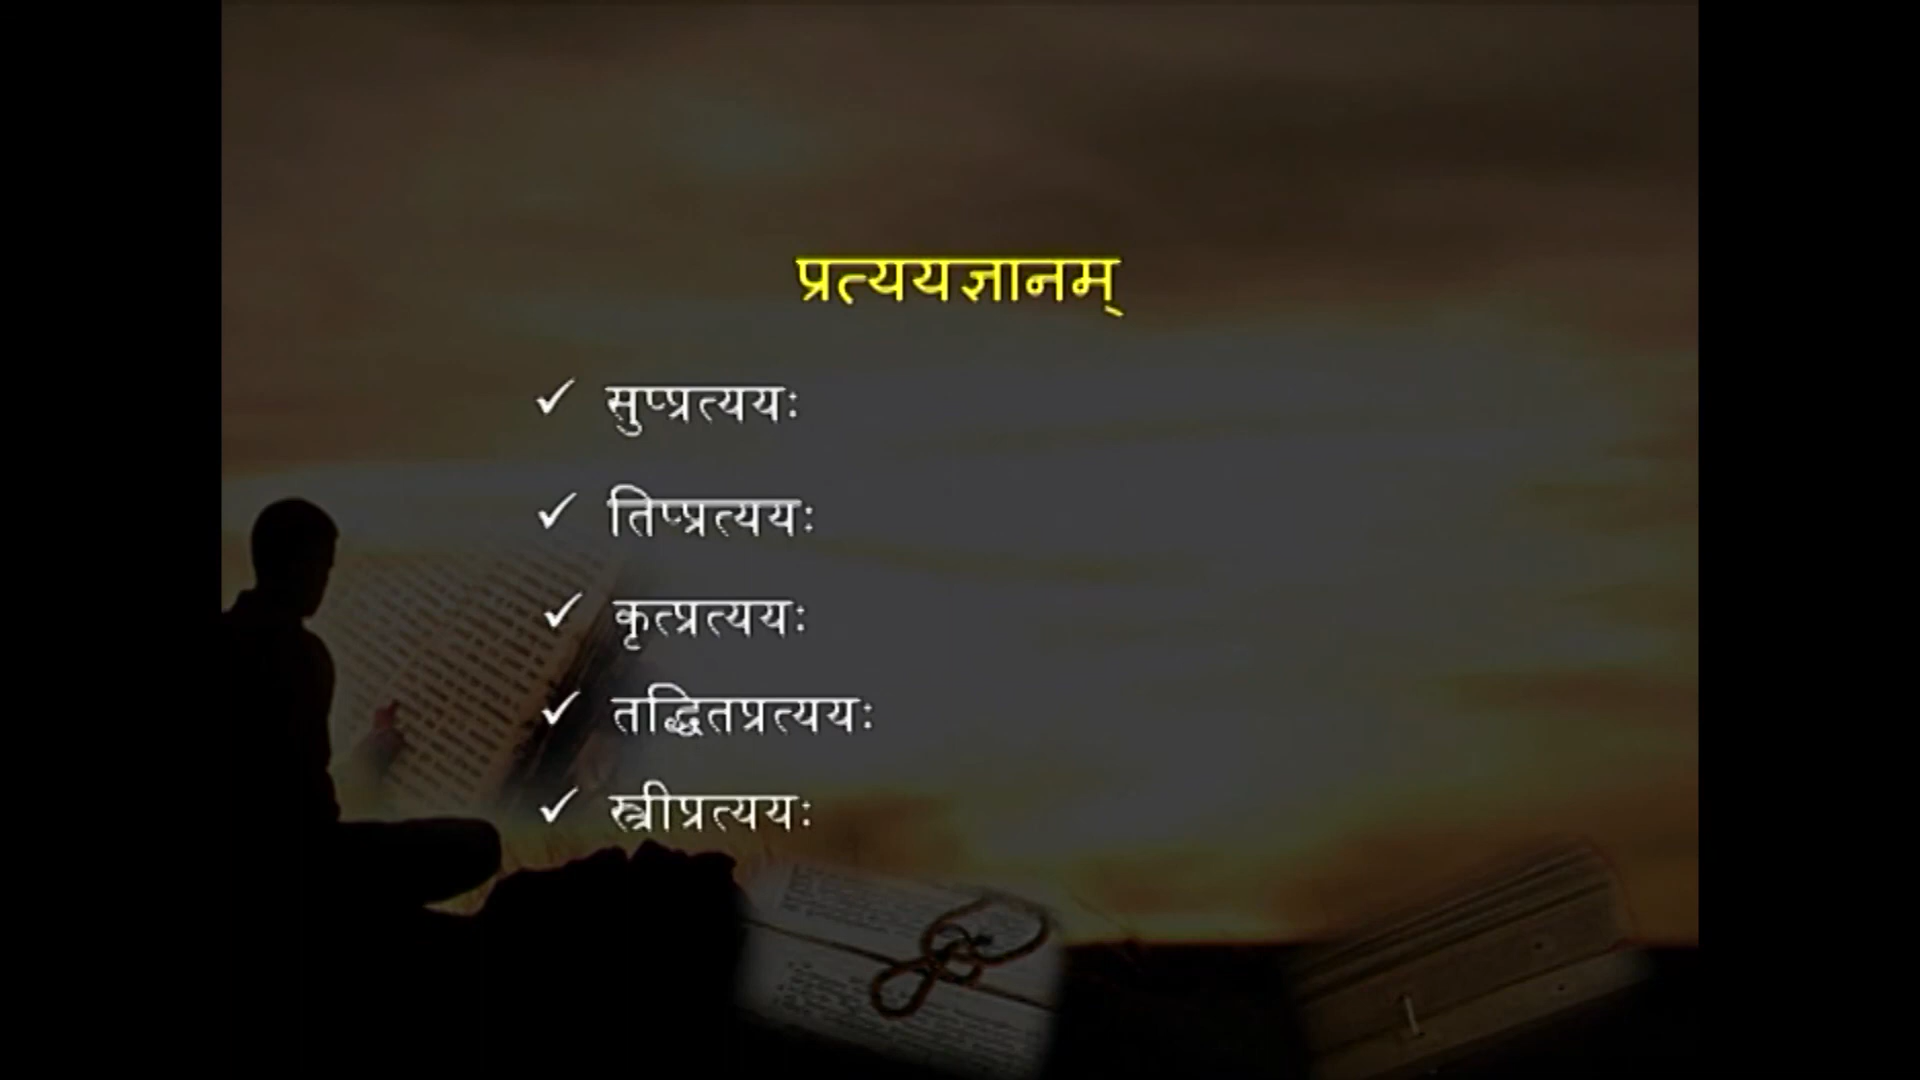 प्रत्ययज्ञानम्
✓ सुप्प्रत्ययः
✓ तिप्प्रत्ययः
✓ कृत्प्रत्ययः
✓ तद्धितप्रत्ययः
✓ स्त्रीप्रत्ययः